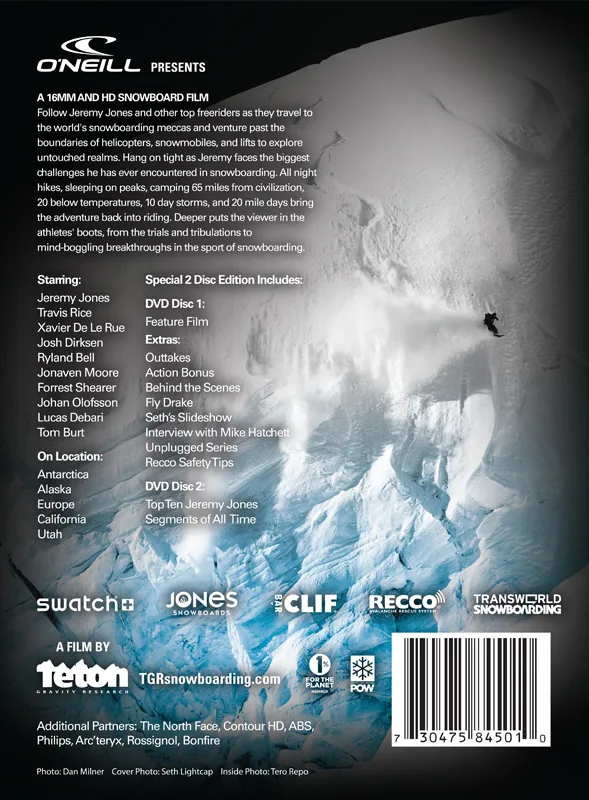 O'NEILL PRESENTS
A 16MM AND HD SNOWBOARD FILM
Follow Jeremy Jones and other top freeriders as they travel to
the world's snowboarding meccas and venture past the
boundaries of helicopters, snowmobiles, and lifts to explore
untouched realms. Hang on tight as Jeremy faces the biggest
challenges he has ever encountered in snowboarding. All night
hikes, sleeping on peaks, camping 65 miles from civilization,
20 below temperatures, 10 day storms, and 20 mile days bring
the adventure back into riding. Deeper puts the viewer in the
athletes' boots, from the trials and tribulations to
mind-boggling breakthroughs in the sport of snowboarding.
Starring:
Jeremy Jones
Travis Rice
Xavier De Le Rue
Josh Dirksen
Ryland Bell
Jonaven Moore
Forrest Shearer
Johan Olofsson
Lucas Debari
Tom Burt
On Location:
Antarctica
Alaska
Europe
California
Utah
Special 2 Disc Edition Includes:
DVD Disc 1:
Feature Film
Extras:
Outtakes
Action Bonus
Behind the Scenes
Fly Drake
Seth's Slideshow
Interview with Mike Hatchett
Unplugged Series
Recco Safety Tips
DVD Disc 2:
Top Ten Jeremy Jones
Segments of All Time
swatch
JONES
SNOWBOARDS
CLIF
BAR
RECCO
AVALANCHE RESCUE SYSTEM
TRANSWORLD
SNOWBOARDING
A FILM BY
teton
GRAVITY RESEARCH
TGRsnowboarding.com
1%
FOR THE
PLANET
MEMBER
POW
7 30475 84501 0
Additional Partners: The North Face, Contour HD, ABS,
Philips, Arc'teryx, Rossignol, Bonfire
Photo: Dan Milner Cover Photo: Seth Lightcap Inside Photo: Tero Repo